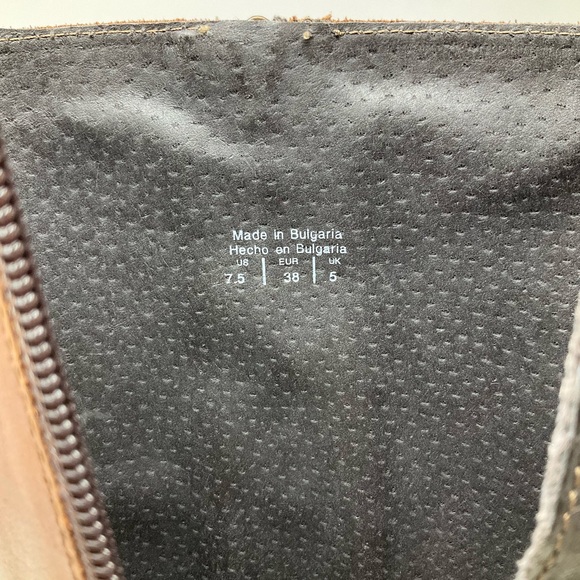 Made in Bulgaria
Hecho en Bulgaria
US | EUR | UK
7.5 | 38 | 5